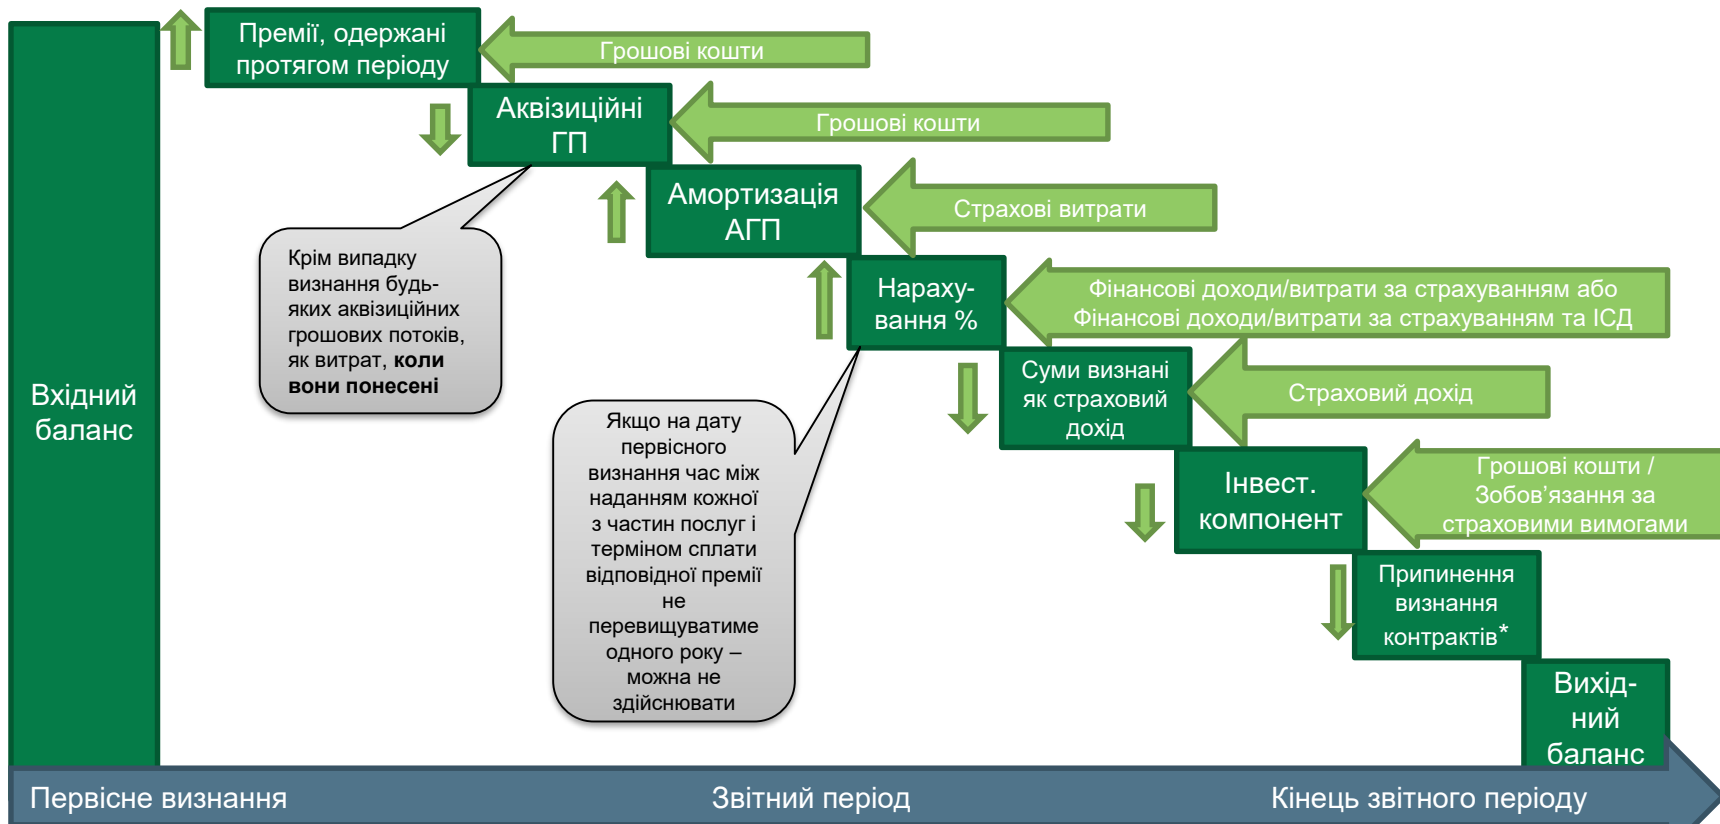 Вхідний
баланс
Премії, одержані
протягом періоду
Грошові кошти
Аквізиційні
ГП
Грошові кошти
Крім випадку
визнання будь-
яких аквізиційних
грошових потоків,
як витрат, коли
вони понесені
Амортизація
АГП
Страхові витрати
Нараху-
вання %
Фінансові доходи/витрати за страхуванням або
Фінансові доходи/витрати за страхуванням та ІСД
Якщо на дату
первісного
визнання час між
наданням кожної
з частин послуг і
терміном сплати
відповідної премії
не
перевищуватиме
одного року –
можна не
здійснювати
Суми визнані
як страховий
дохід
Страховий дохід
Інвест.
компонент
Грошові кошти /
Зобов’язання за
страховими вимогами
Припинення
визнання
контрактів*
Вихід-
ний
баланс
Первісне визнання
Звітний період
Кінець звітного періоду